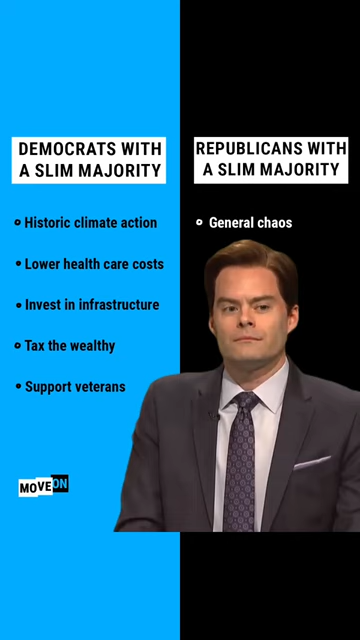 DEMOCRATS WITH
A SLIM MAJORITY
Historic climate action
Lower health care costs
Invest in infrastructure
Tax the wealthy
Support veterans
REPUBLICANS WITH
A SLIM MAJORITY
General chaos
MOVEON